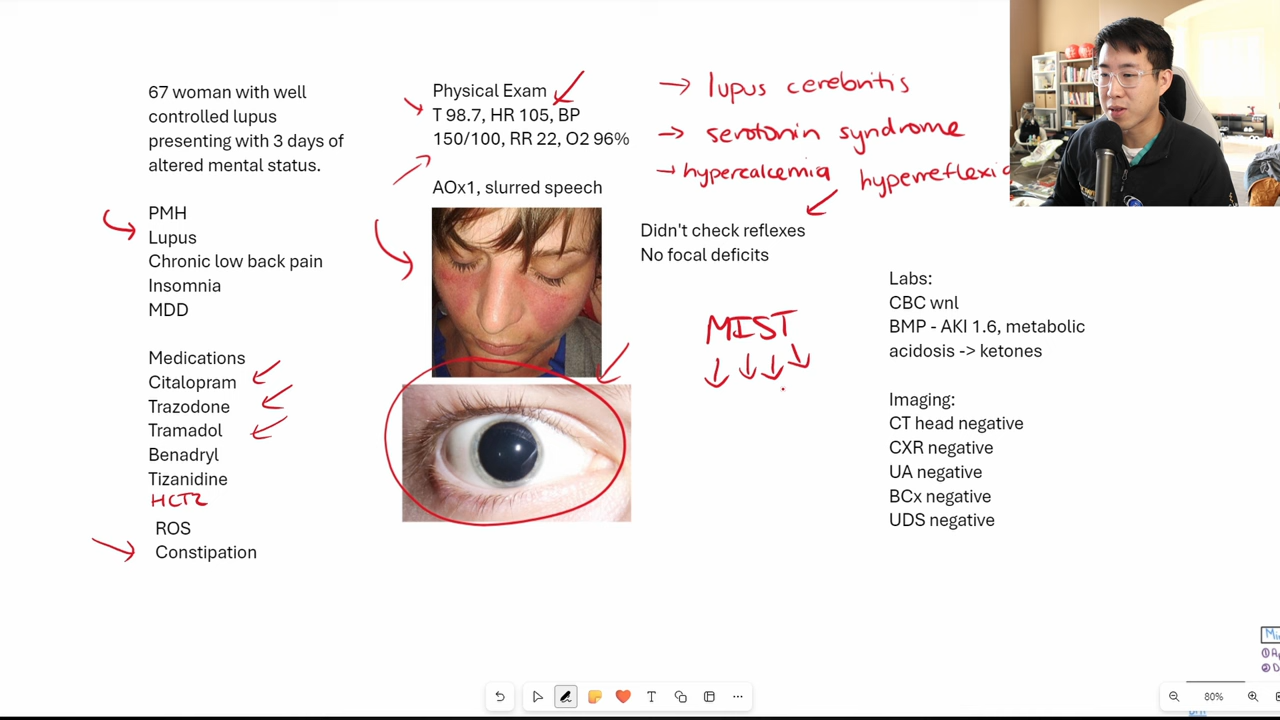 67 woman with well
controlled lupus
presenting with 3 days of
altered mental status.
PMH
Lupus
Chronic low back pain
Insomnia
MDD
Medications
Citalopram
Trazodone
Tramadol
Benadryl
Tizanidine
HCTZ
ROS
Constipation
Physical Exam
T 98.7, HR 105, BP
150/100, RR 22, O2 96%
AOx1, slurred speech
→ lupus cerebritis
→ serotonin syndrome
→ hypercalcemia
hyperreflexia
Didn't check reflexes
No focal deficits
MIST
Labs:
CBC wnl
BMP - AKI 1.6, metabolic
acidosis -> ketones
Imaging:
CT head negative
CXR negative
UA negative
BCx negative
UDS negative
T
80%